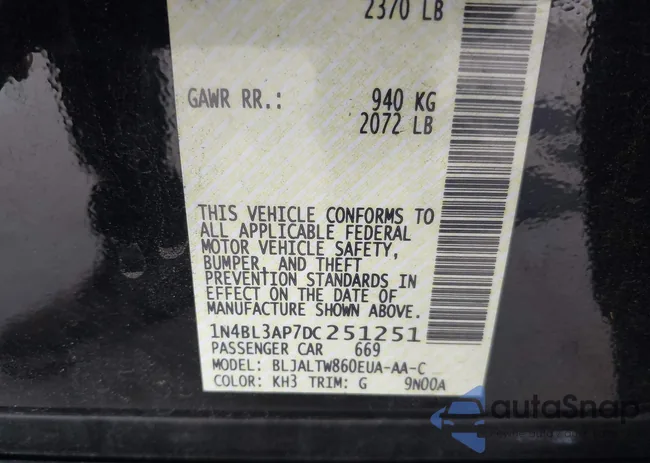 2370 LB
GAWR RR.: 940 KG
2072 LB
THIS VEHICLE CONFORMS TO
ALL APPLICABLE FEDERAL
MOTOR VEHICLE SAFETY,
BUMPER, AND THEFT
PREVENTION STANDARDS IN
EFFECT ON THE DATE OF
MANUFACTURE SHOWN ABOVE.
1N4BL3AP7DC251251
PASSENGER CAR 669
MODEL: BLJALTW860EUA-AA-C
COLOR: KH3 TRIM: G 9N00A
autoSnap